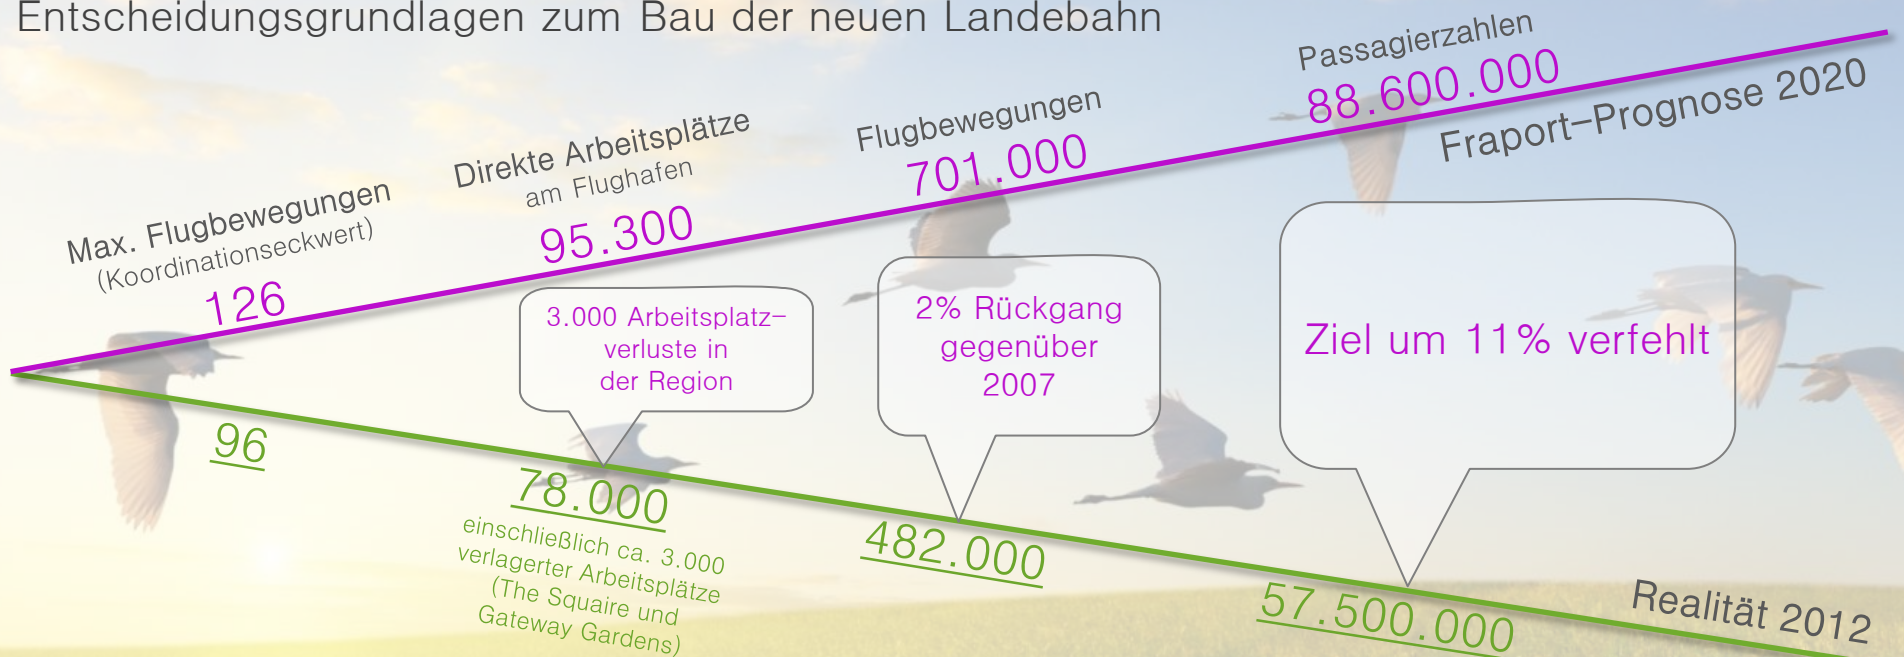 Entscheidungsgrundlagen zum Bau der neuen Landebahn
Max. Flugbewegungen
(Koordinationseckwert)
126
Direkte Arbeitsplätze
am Flughafen
95.300
Flugbewegungen
701.000
Passagierzahlen
88.600.000
Fraport-Prognose 2020
3.000 Arbeitsplatz-
verluste in
der Region
2% Rückgang
gegenüber
2007
Ziel um 11% verfehlt
96
78.000
einschließlich ca. 3.000
verlagerter Arbeitsplätze
(The Squaire und
Gateway Gardens)
482.000
57.500.000
Realität 2012